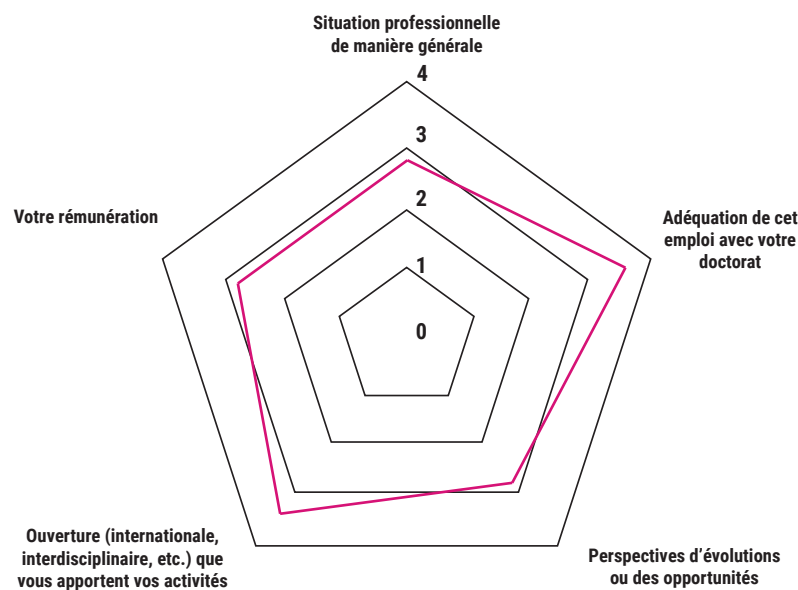 Situation professionnelle
de manière générale
4
3
2
1
0
Votre rémunération
Adéquation de cet
emploi avec votre
doctorat
Ouverture (internationale,
interdisciplinaire, etc.) que
vous apportent vos activités
Perspectives d’évolutions
ou des opportunités